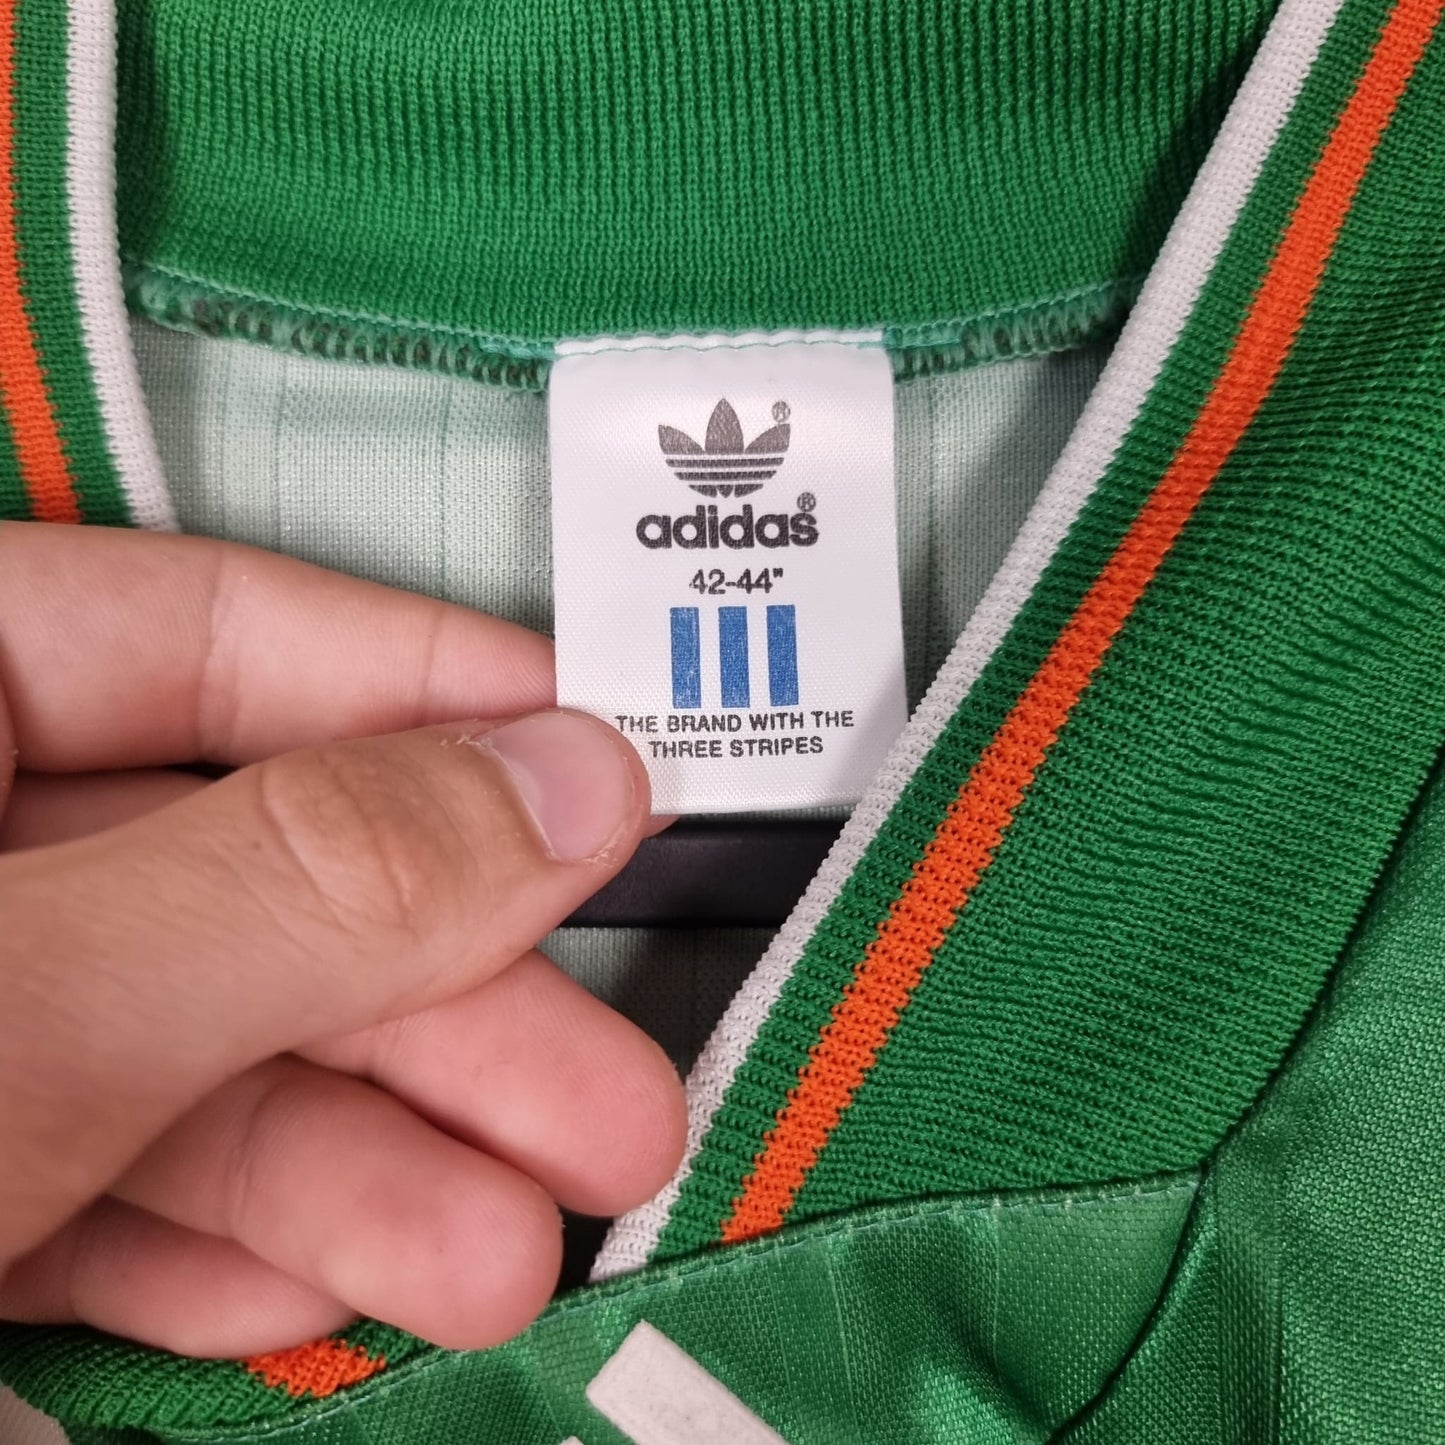 ®
adidas®
42-44"
THE BRAND WITH THE
THREE STRIPES